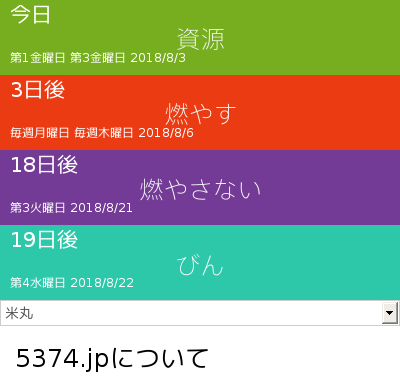 今日
資源
第1金曜日 第3金曜日 2018/8/3
3日後
燃やす
毎週月曜日 毎週木曜日 2018/8/6
18日後
燃やさない
第3火曜日 2018/8/21
19日後
びん
第4水曜日 2018/8/22
米丸
5374.jpについて